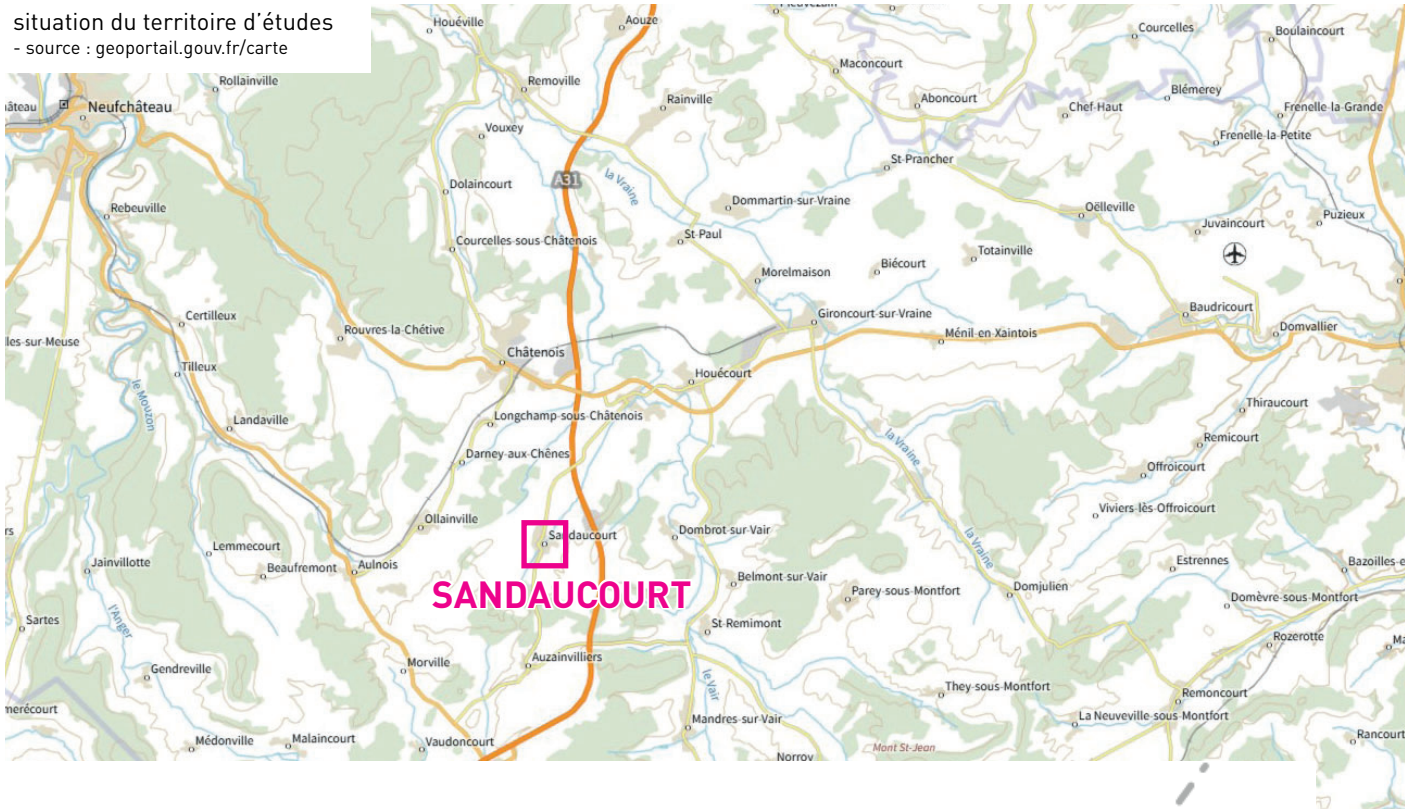 situation du territoire d'études
- source : geoportail.gouv.fr/carte
Houéville
Aouze
Courcelles
Boulaincourt
Rollainville
Removille
Maconcourt
Neufchâteau
Rainville
Aboncourt
Chef-Haut
Blémerey
Frenelle-la-Grande
Vouxey
Frenelle-la-Petite
St-Prancher
A31
la Vraine
Dolaincourt
Rebeuville
Dommartin-sur-Vraine
Oëlleville
Juvaincourt
Puzieux
Courcelles-sous-Châtenois
St-Paul
Totainville
Biécourt
Morelmaison
Certilleux
Rouvres-la-Chétive
Gironcourt-sur-Vraine
Baudricourt
Ménil-en-Xaintois
Domvallier
les-sur-Meuse
Châtenois
Tilleux
Houécourt
le Mouzon
Landaville
Longchamp-sous-Châtenois
Thiraucourt
la Vraine
Remicourt
Darney-aux-Chênes
Offroicourt
Viviers-lès-Offroicourt
Ollainville
Sandaucourt
Dombrot-sur-Vair
la Vraine
Lemmecourt
Jainvillotte
Beaufremont
Aulnois
Estrennes
Bazoilles-e
SANDAUCOURT
Belmont-sur-Vair
Parey-sous-Montfort
Domjulien
Domèvre-sous-Montfort
l'Anger
Sartes
St-Remimont
Rozerotte
Ma
Gendreville
Morville
Auzainvilliers
le Vair
They-sous-Montfort
Remoncourt
merécourt
Mandres-sur-Vair
La Neuveville-sous-Montfort
Médonville
Malaincourt
Vaudoncourt
Mont St-Jean
Rancourt
Norroy